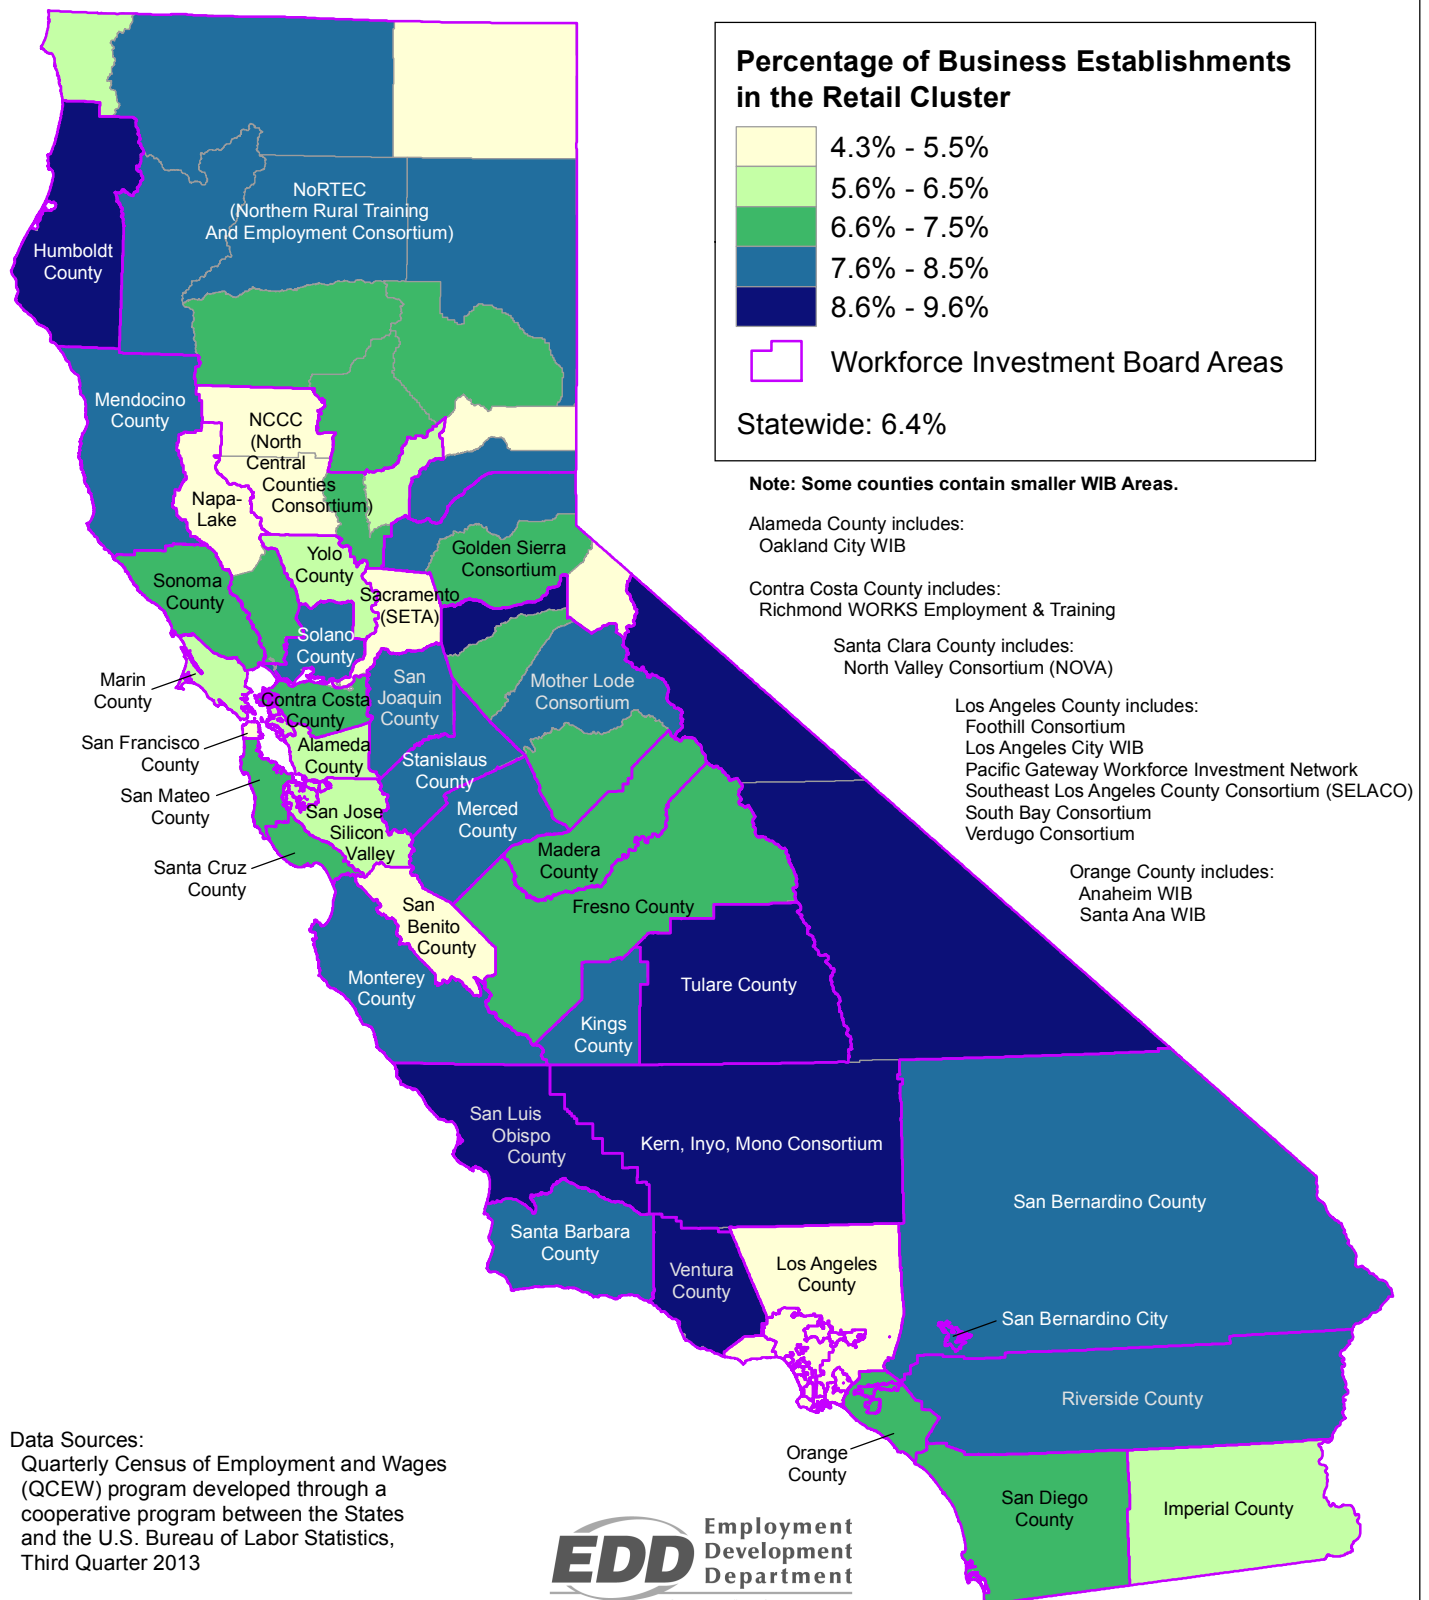 Percentage of Business Establishments
in the Retail Cluster
4.3% - 5.5%
5.6% - 6.5%
6.6% - 7.5%
7.6% - 8.5%
8.6% - 9.6%
Workforce Investment Board Areas
Statewide: 6.4%
Note: Some counties contain smaller WIB Areas.
Alameda County includes:
Oakland City WIB
Contra Costa County includes:
Richmond WORKS Employment & Training
Santa Clara County includes:
North Valley Consortium (NOVA)
Los Angeles County includes:
Foothill Consortium
Los Angeles City WIB
Pacific Gateway Workforce Investment Network
Southeast Los Angeles County Consortium (SELACO)
South Bay Consortium
Verdugo Consortium
Orange County includes:
Anaheim WIB
Santa Ana WIB
NoRTEC
(Northern Rural Training
And Employment Consortium)
Humboldt
County
Mendocino
County
NCCC
(North
Central
Counties
Consortium)
Napa-
Lake
Yolo
County
Golden Sierra
Consortium
Sonoma
County
Sacramento
(SETA)
Solano
County
Marin
County
Contra Costa
County
San
Joaquin
County
Mother Lode
Consortium
San Francisco
County
Alameda
County
Stanislaus
County
San Mateo
County
San Jose
Silicon
Valley
Merced
County
Santa Cruz
County
Madera
County
San
Benito
County
Fresno County
Monterey
County
Kings
County
Tulare County
San Luis
Obispo
County
Kern, Inyo, Mono Consortium
Santa Barbara
County
Ventura
County
Los Angeles
County
San Bernardino County
San Bernardino City
Riverside County
Orange
County
San Diego
County
Imperial County
Data Sources:
Quarterly Census of Employment and Wages
(QCEW) program developed through a
cooperative program between the States
and the U.S. Bureau of Labor Statistics,
Third Quarter 2013
EDD
Employment
Development
Department